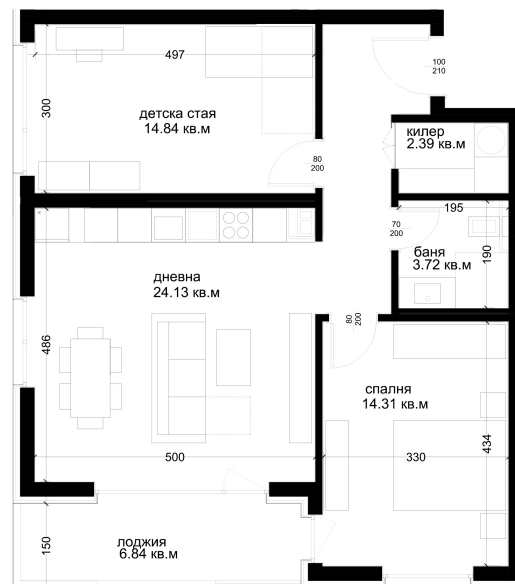 497
100
210
300
детска стая
14.84 кв.м
килер
2.39 кв.м
80
200
195
70
200
баня
3.72 кв.м
190
дневна
24.13 кв.м
80
200
486
спалня
14.31 кв.м
434
500
330
150
лоджия
6.84 кв.м